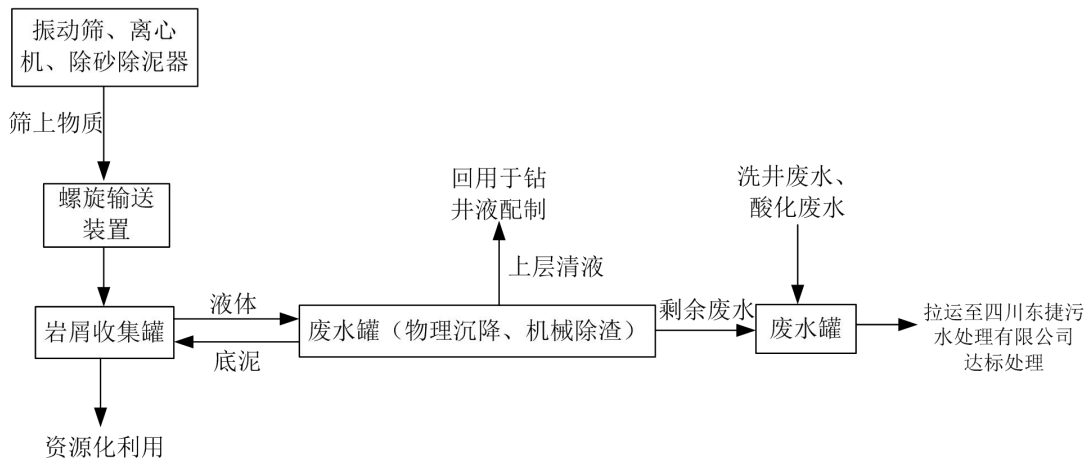 振动筛、离心
机、除砂除泥器
筛上物质
螺旋输送
装置
岩屑收集罐
资源化利用
液体
底泥
废水罐（物理沉降、机械除渣）
上层清液
回用于钻
井液配制
剩余废水
洗井废水、
酸化废水
废水罐
拉运至四川东捷污
水处理有限公司
达标处理